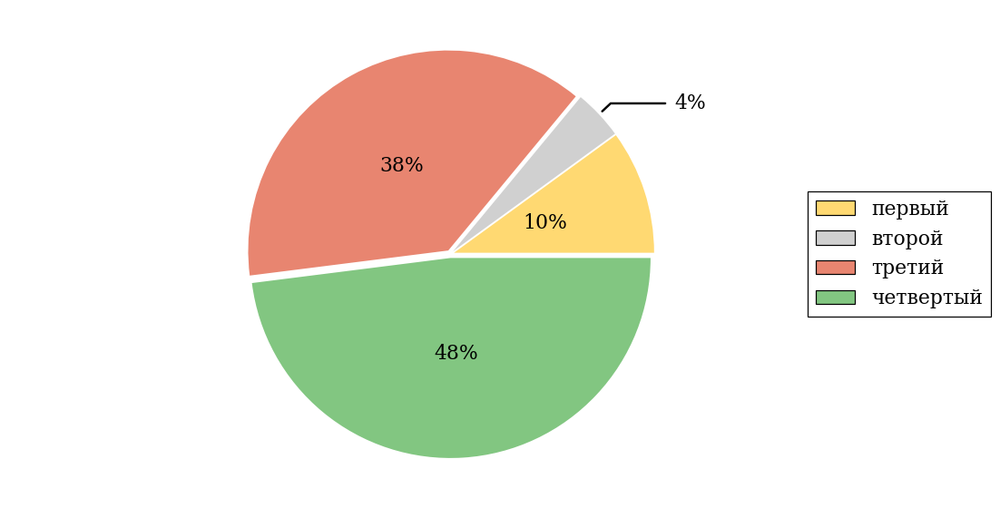 4%
38%
10%
48%
первый
второй
третий
четвертый